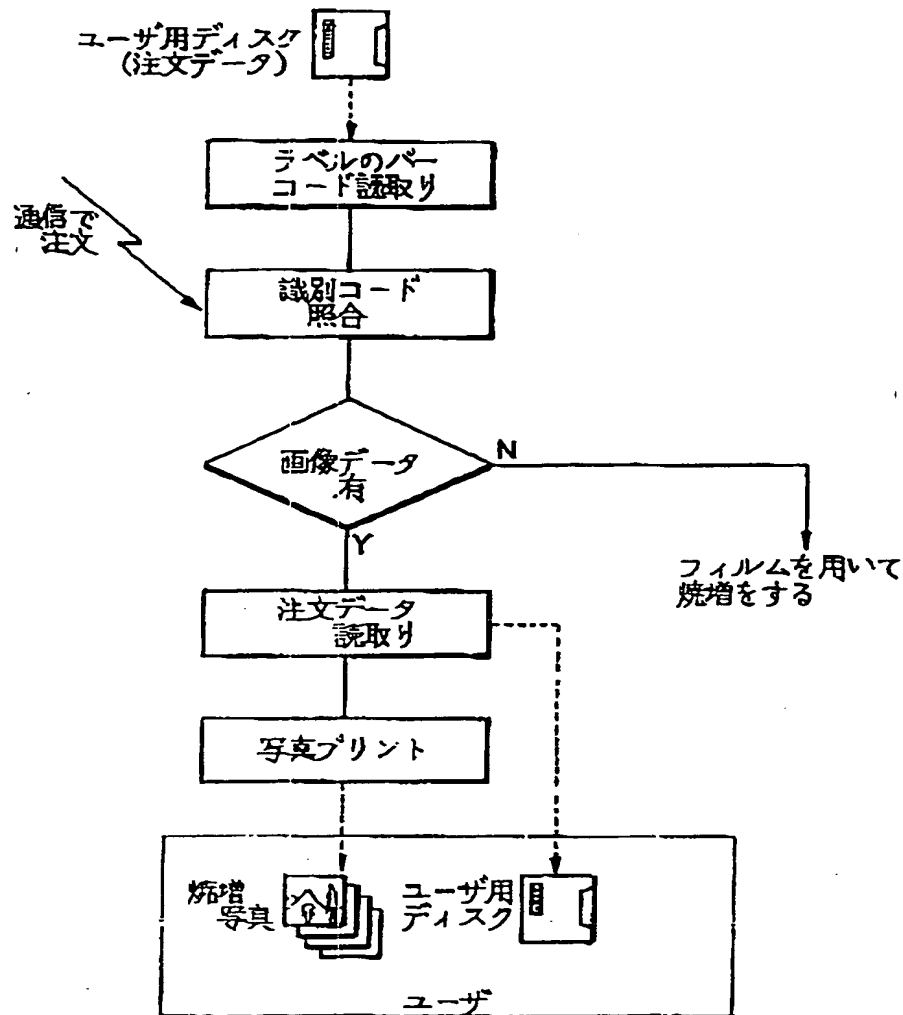 ユーザ用ディスク
(注文データ)
ラベルのバー
コード読取り
通信で
注文
識別コード
照合
画像データ
有
N
Y
フィルムを用いて
焼増をする
注文データ
読取り
写真プリント
焼増
写真
ユーザ用
ディスク
ユーザ